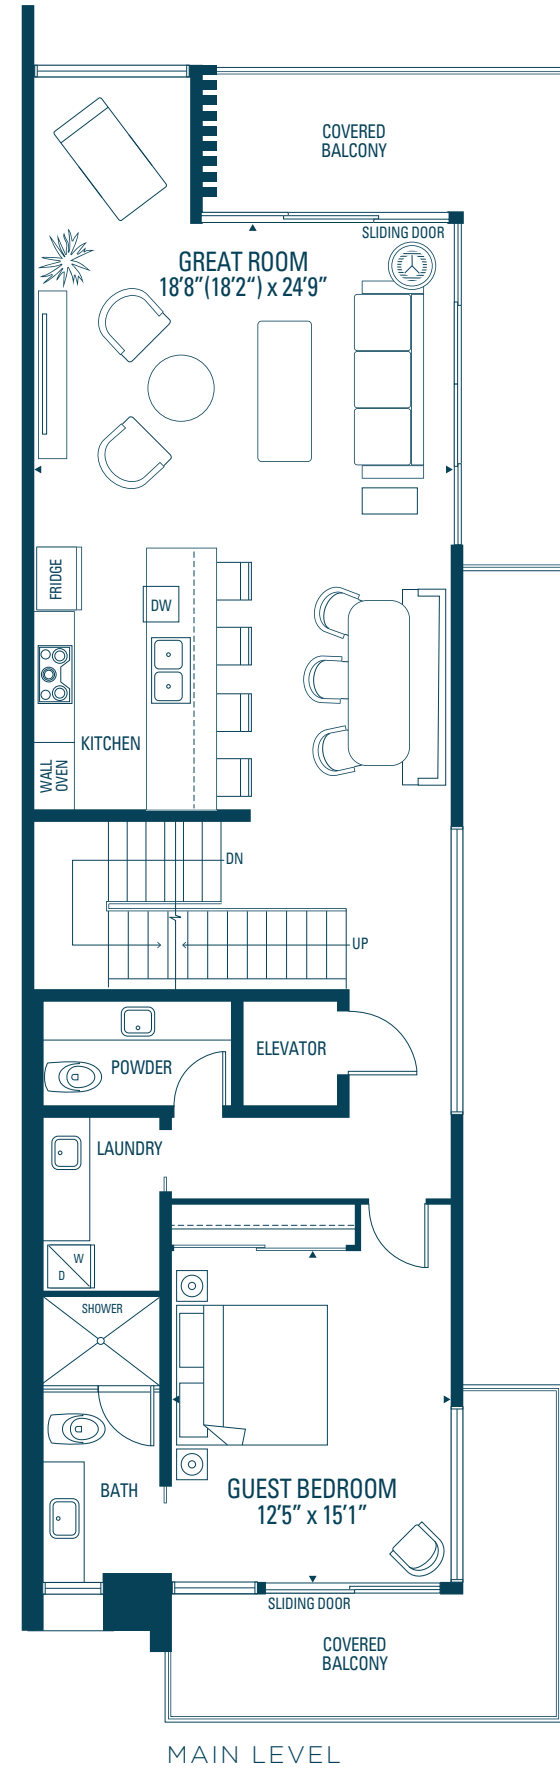 COVERED
BALCONY
SLIDING DOOR
GREAT ROOM
18'8"(18'2“) x 24'9”
FRIDGE
DW
KITCHEN
WALL
OVEN
DN
UP
ELEVATOR
POWDER
LAUNDRY
W
D
SHOWER
BATH
GUEST BEDROOM
12'5” x 15'1”
SLIDING DOOR
COVERED
BALCONY
MAIN LEVEL